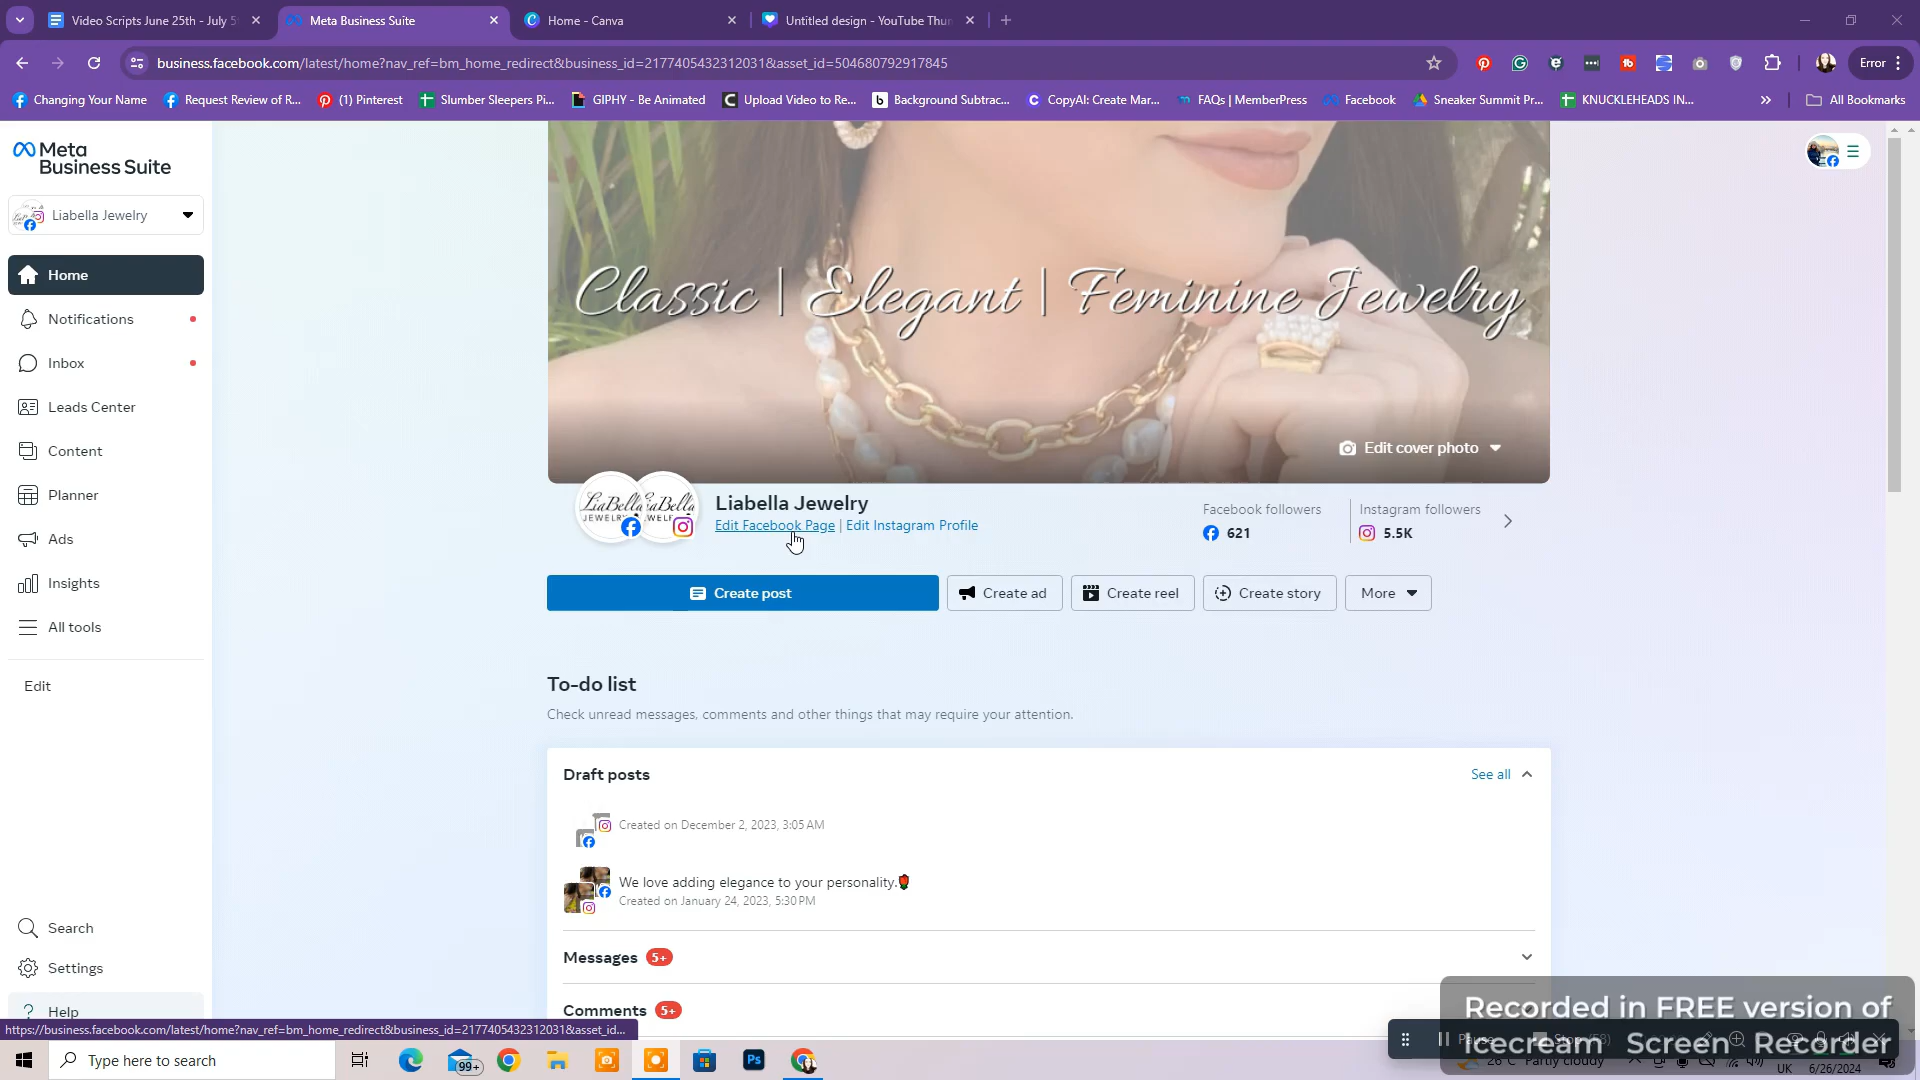 Video Scripts June 25th - July 5
Meta Business Suite
Home - Canva
Untitled design - YouTube Thun
business.facebook.com/latest/home?nav_ref=bm_home_redirect&business_id=2177405432312031&asset_id=504680792917845
Error
Changing Your Name
Request Review of R...
(1) Pinterest
Slumber Sleepers Pi...
GIPHY - Be Animated
Upload Video to Re...
Background Subtrac...
CopyAI: Create Mar...
FAQs | MemberPress
Facebook
Sneaker Summit Pr...
KNUCKLEHEADS IN...
All Bookmarks
Meta
Business Suite
Liabella Jewelry
Home
Notifications
Inbox
Leads Center
Content
Planner
Ads
Insights
All tools
Edit
Search
Settings
Help
Classic | Elegant | Feminine Jewelry
Edit cover photo
Liabella Jewelry
Edit Facebook Page | Edit Instagram Profile
Facebook followers
621
Instagram followers
5.5K
Create post
Create ad
Create reel
Create story
More
To-do list
Check unread messages, comments and other things that may require your attention.
Draft posts
See all
Created on December 2, 2023, 3:05 AM
We love adding elegance to your personality.🌹
Created on January 24, 2023, 5:30 PM
Messages 5+
Comments 5+
https://business.facebook.com/latest/home?nav_ref=bm_home_redirect&business_id=2177405432312031&asset_id...
Recorded in FREE version of
Icecream Screen Recorder
Type here to search
99+
Partly cloudy
UK
6/26/2024